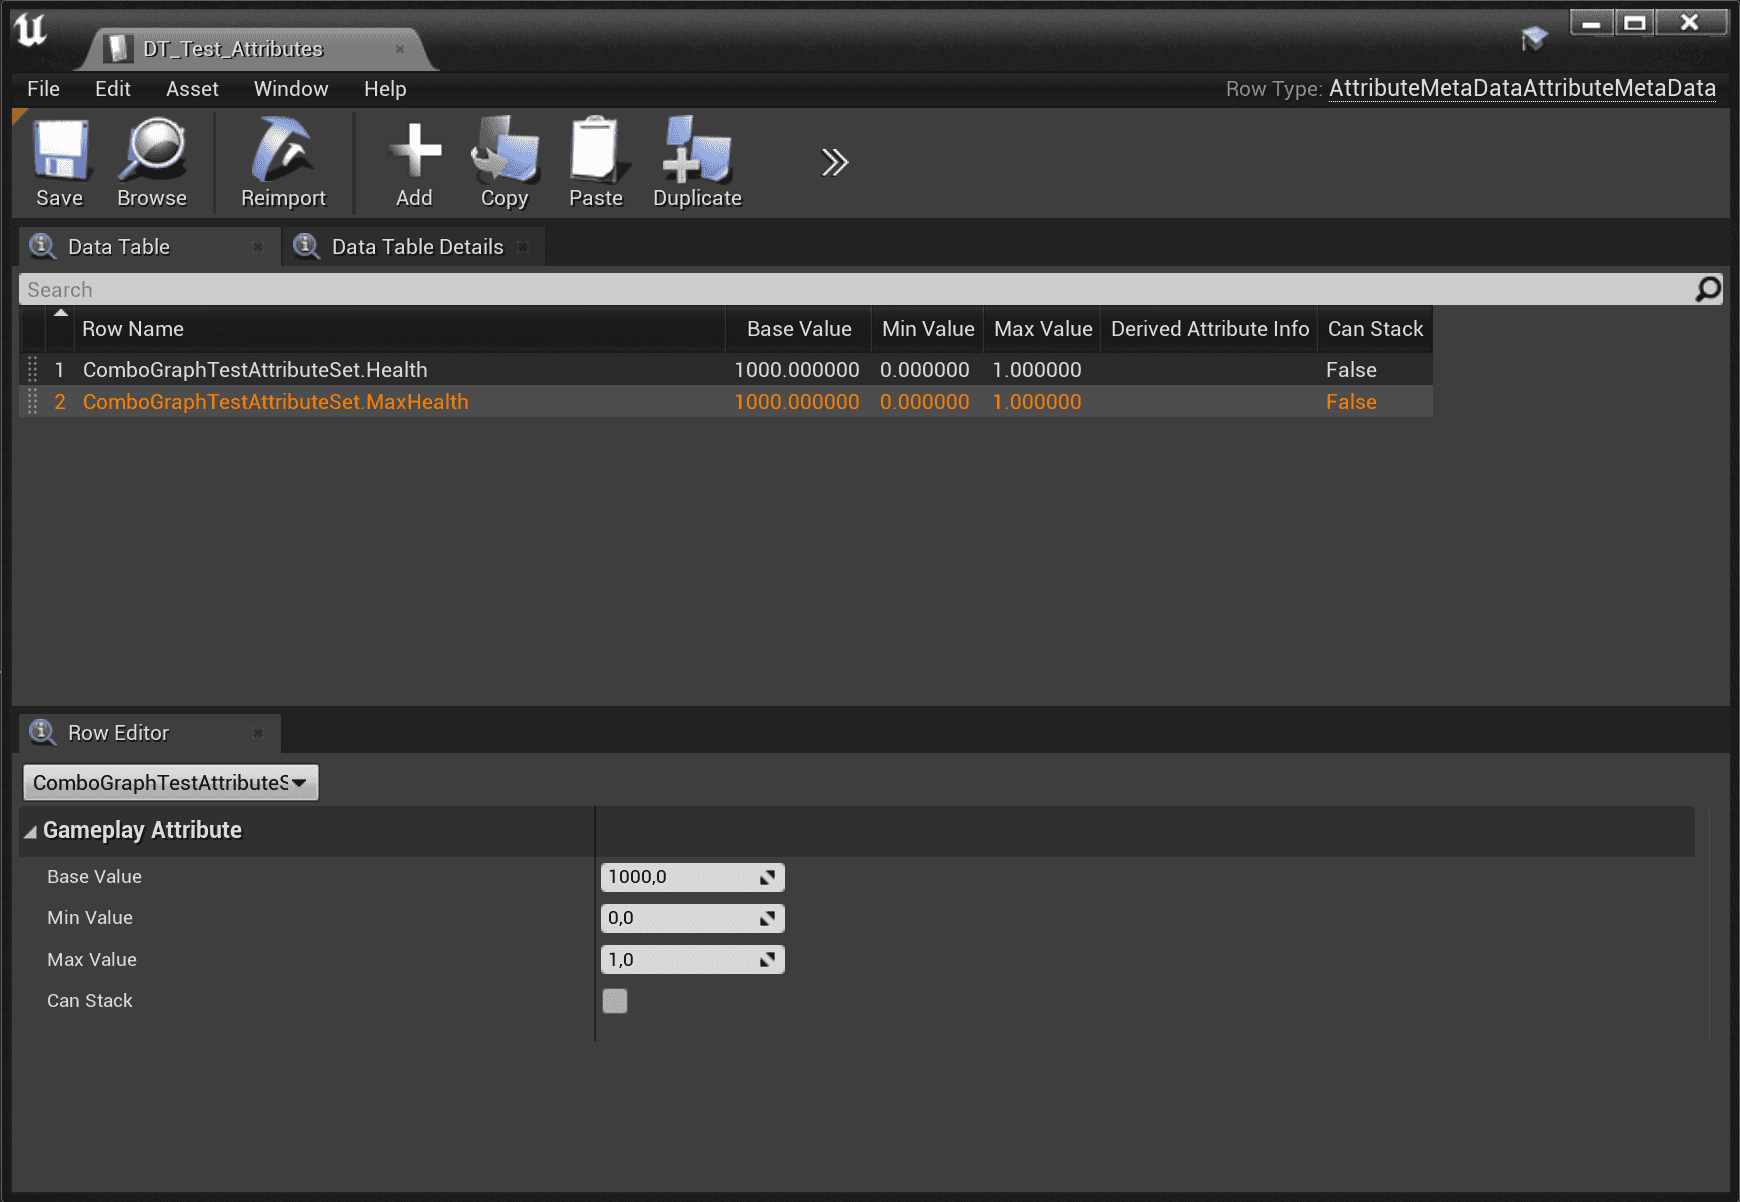 DT_Test_Attributes
File Edit Asset Window Help Row Type: AttributeMetaDataAttributeMetaData
Save Browse Reimport Add Copy Paste Duplicate
Data Table Data Table Details
Search
Row Name Base Value Min Value Max Value Derived Attribute Info Can Stack
1 ComboGraphTestAttributeSet.Health 1000.000000 0.000000 1.000000 False
2 ComboGraphTestAttributeSet.MaxHealth 1000.000000 0.000000 1.000000 False
Row Editor
ComboGraphTestAttributeS
Gameplay Attribute
Base Value 1000,0
Min Value 0,0
Max Value 1,0
Can Stack